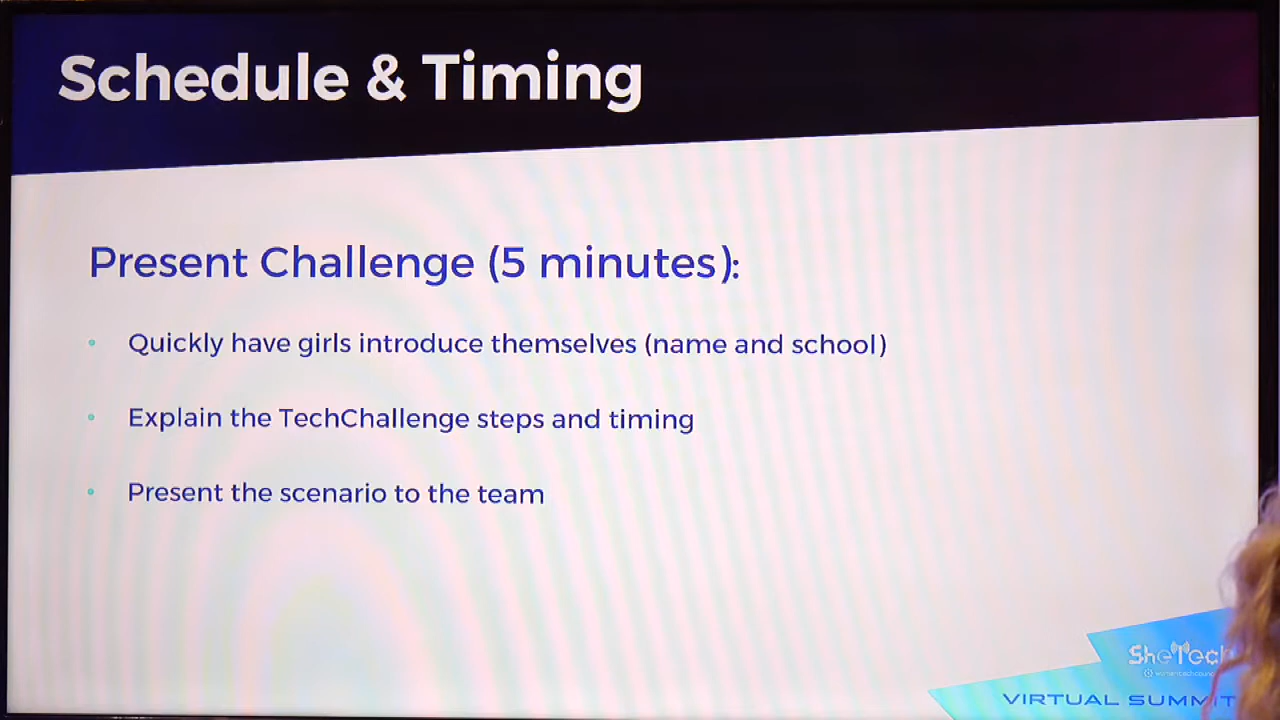 Schedule & Timing
Present Challenge (5 minutes):
• Quickly have girls introduce themselves (name and school)
• Explain the TechChallenge steps and timing
• Present the scenario to the team
SheTech
VIRTUAL SUMMIT